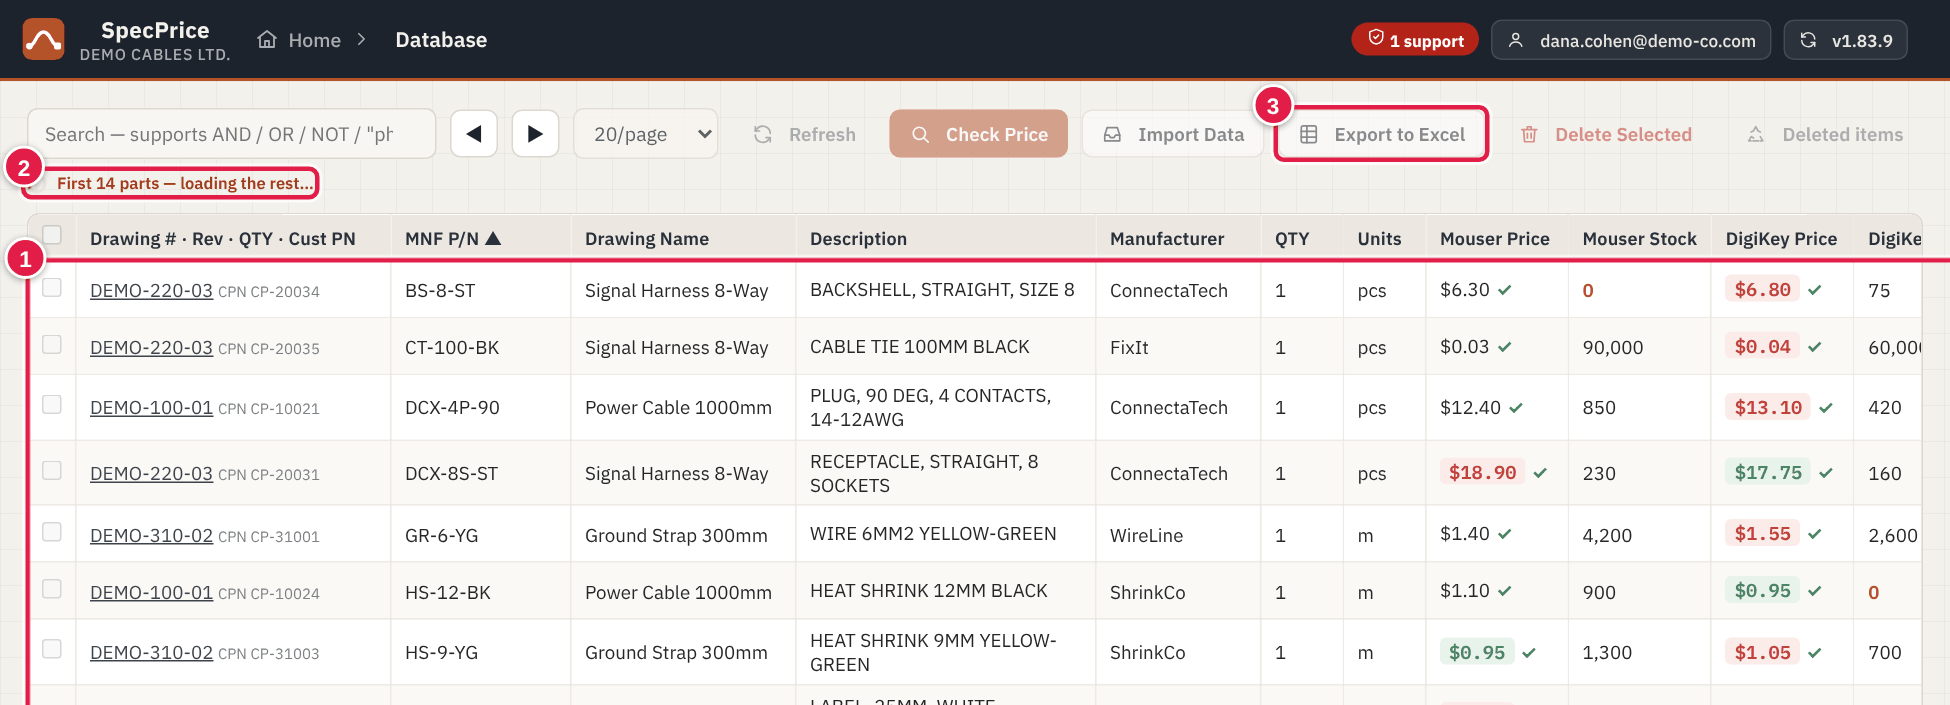 SpecPrice
DEMO CABLES LTD.
Home
Database
1 support
dana.cohen@demo-co.com
v1.83.9
Search — supports AND / OR / NOT / "ph
20/page
Refresh
Check Price
Import Data
3
Export to Excel
Delete Selected
Deleted items
2
First 14 parts — loading the rest...
1
Drawing # · Rev · QTY · Cust PN MNF P/N ▲ Drawing Name Description Manufacturer QTY Units Mouser Price Mouser Stock DigiKey Price DigiKe
DEMO-220-03 CPN CP-20034 BS-8-ST Signal Harness 8-Way BACKSHELL, STRAIGHT, SIZE 8 ConnectaTech 1 pcs $6.30 ✓ 0 $6.80 ✓ 75
DEMO-220-03 CPN CP-20035 CT-100-BK Signal Harness 8-Way CABLE TIE 100MM BLACK FixIt 1 pcs $0.03 ✓ 90,000 $0.04 ✓ 60,000
DEMO-100-01 CPN CP-10021 DCX-4P-90 Power Cable 1000mm PLUG, 90 DEG, 4 CONTACTS, 14-12AWG ConnectaTech 1 pcs $12.40 ✓ 850 $13.10 ✓ 420
DEMO-220-03 CPN CP-20031 DCX-8S-ST Signal Harness 8-Way RECEPTACLE, STRAIGHT, 8 SOCKETS ConnectaTech 1 pcs $18.90 ✓ 230 $17.75 ✓ 160
DEMO-310-02 CPN CP-31001 GR-6-YG Ground Strap 300mm WIRE 6MM2 YELLOW-GREEN WireLine 1 m $1.40 ✓ 4,200 $1.55 ✓ 2,600
DEMO-100-01 CPN CP-10024 HS-12-BK Power Cable 1000mm HEAT SHRINK 12MM BLACK ShrinkCo 1 m $1.10 ✓ 900 $0.95 ✓ 0
DEMO-310-02 CPN CP-31003 HS-9-YG Ground Strap 300mm HEAT SHRINK 9MM YELLOW-GREEN ShrinkCo 1 m $0.95 ✓ 1,300 $1.05 ✓ 700
LABEL, 25MM, WHITE